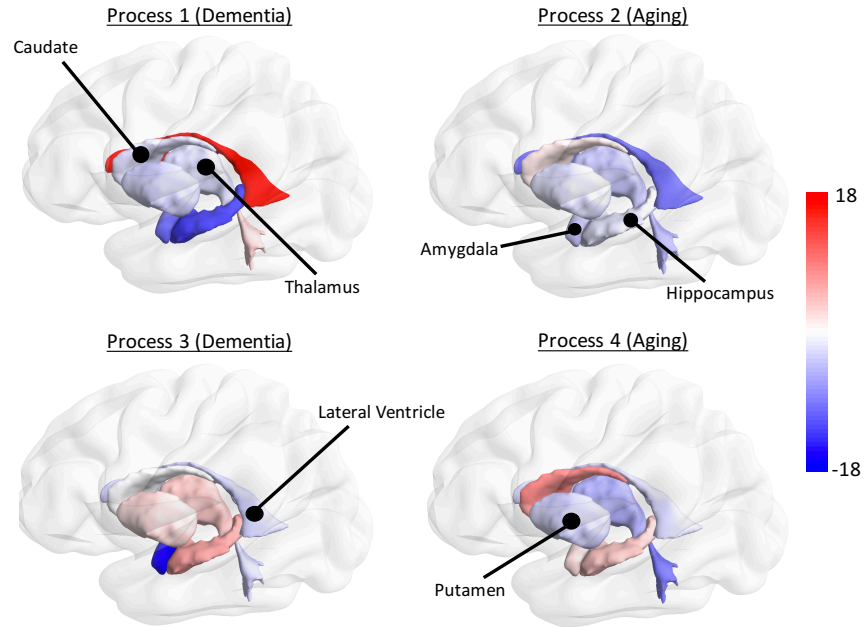 Process 1 (Dementia)
Process 2 (Aging)
Caudate
Thalamus
Amygdala
Hippocampus
18
-18
Process 3 (Dementia)
Process 4 (Aging)
Lateral Ventricle
Putamen